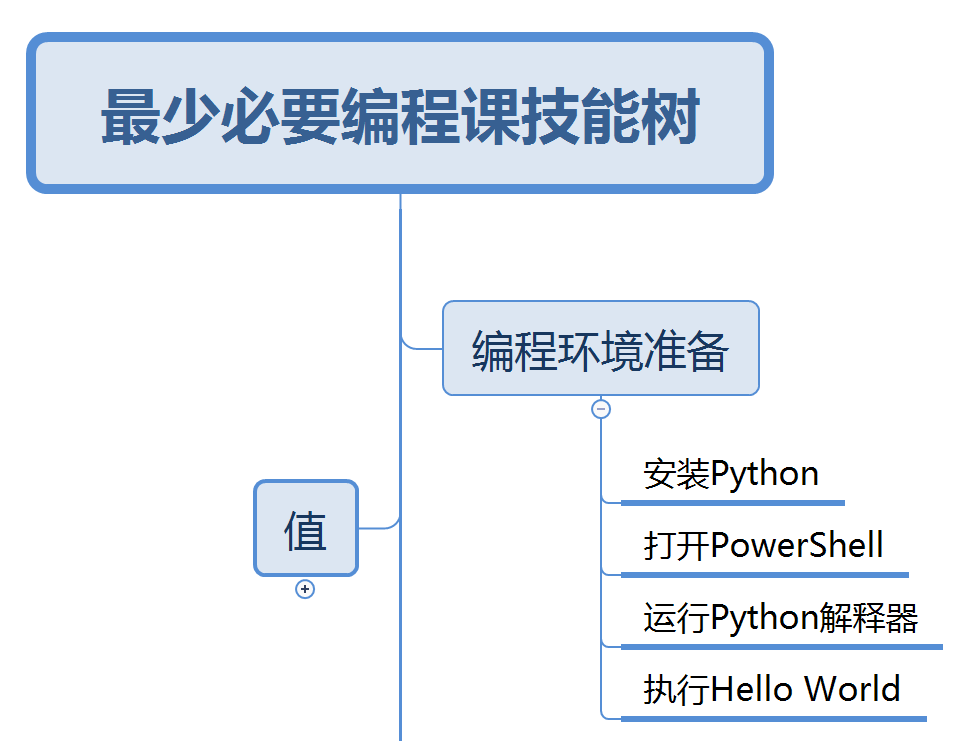 最少必要编程课技能树
编程环境准备
安装Python
值
打开PowerShell
运行Python解释器
执行Hello World